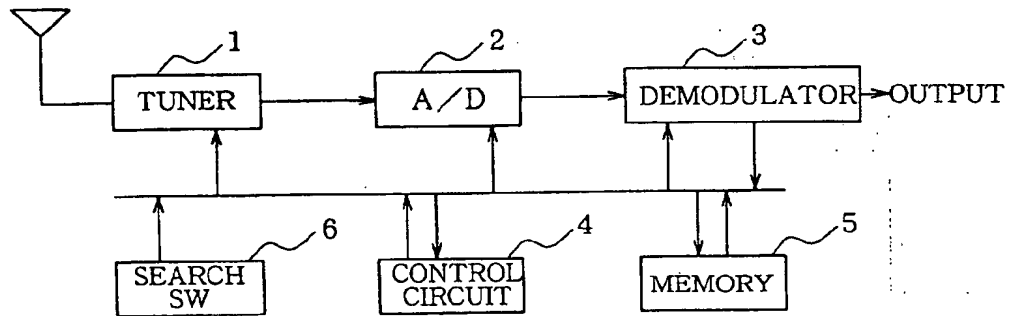 1
2
3
TUNER
A/D
DEMODULATOR
OUTPUT
6
4
5
SEARCH
SW
CONTROL
CIRCUIT
MEMORY